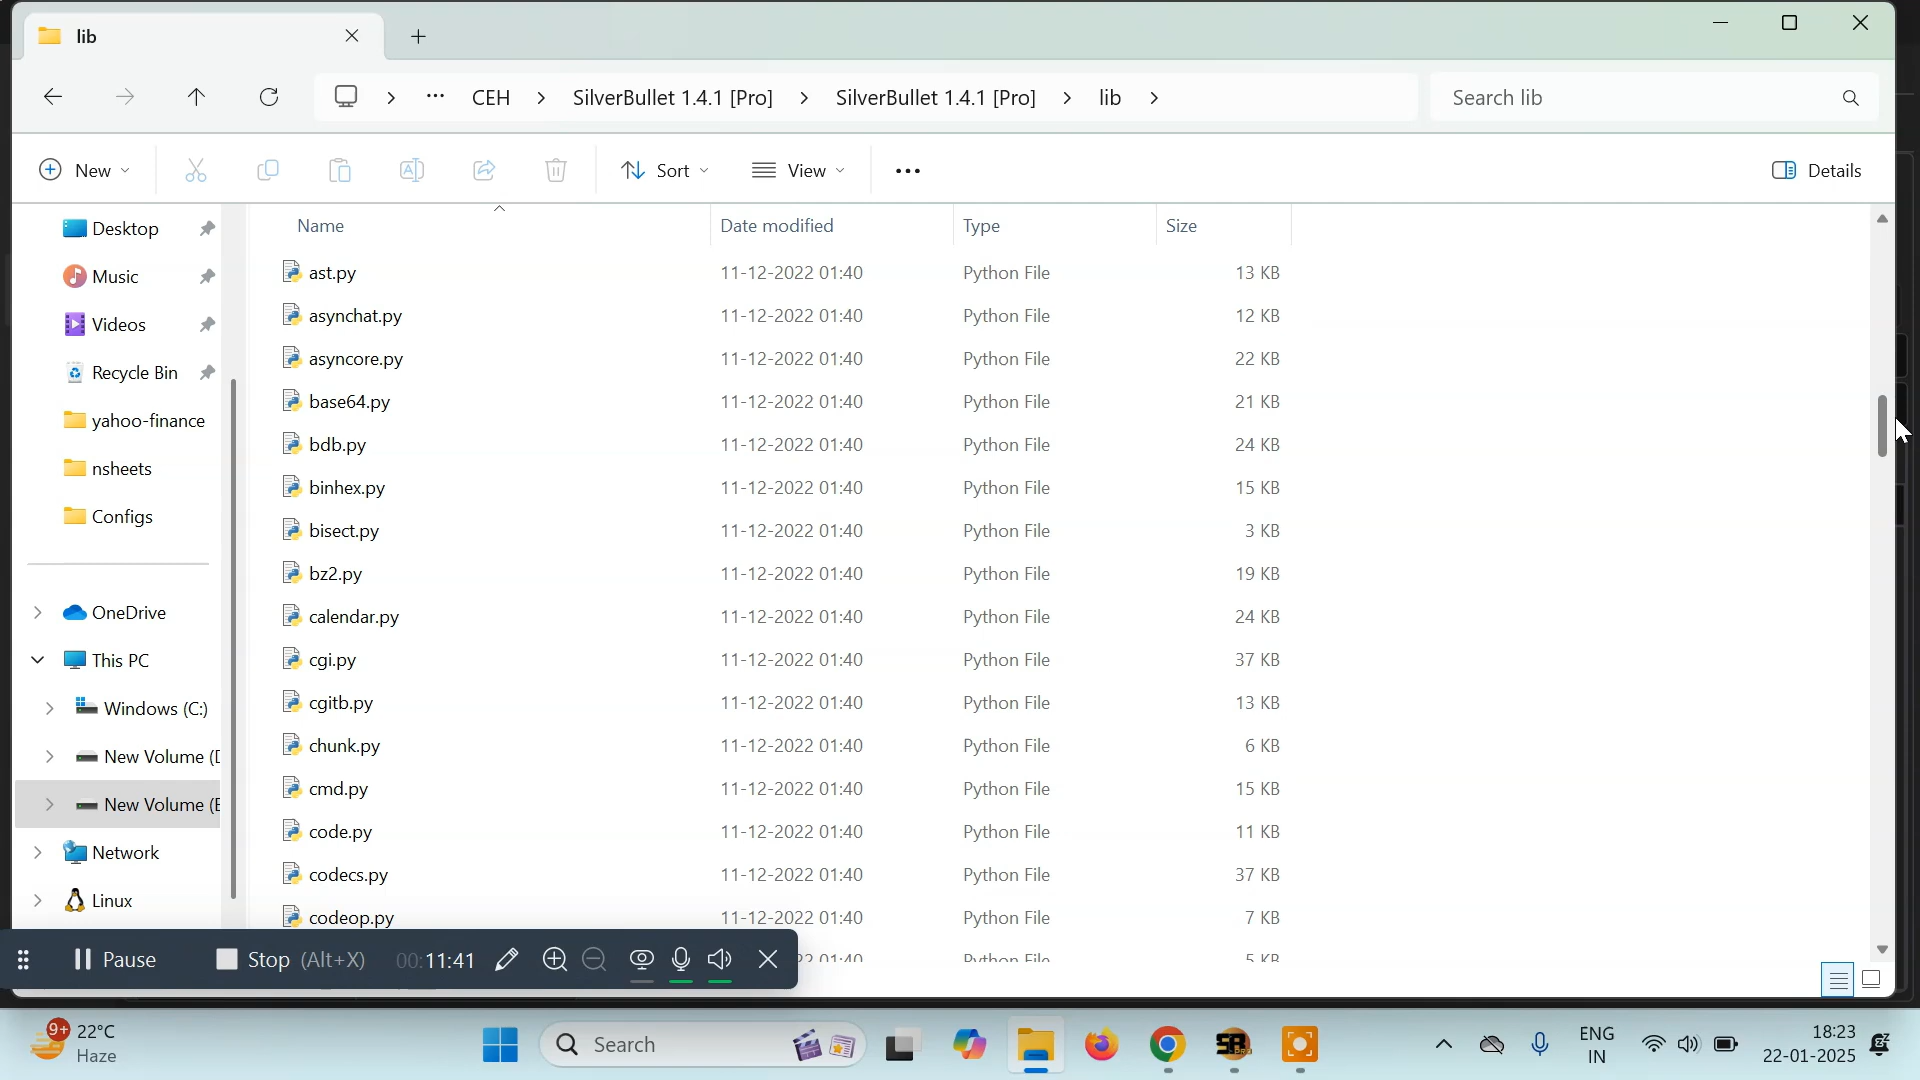 lib
CEH SilverBullet 1.4.1 [Pro] SilverBullet 1.4.1 [Pro] lib
Search lib
New Sort View Details
Name Date modified Type Size
Desktop
Music
Videos
Recycle Bin
yahoo-finance
nsheets
Configs
OneDrive
This PC
Windows (C:)
New Volume (D
New Volume (E
Network
Linux
ast.py 11-12-2022 01:40 Python File 13 KB
asynchat.py 11-12-2022 01:40 Python File 12 KB
asyncore.py 11-12-2022 01:40 Python File 22 KB
base64.py 11-12-2022 01:40 Python File 21 KB
bdb.py 11-12-2022 01:40 Python File 24 KB
binhex.py 11-12-2022 01:40 Python File 15 KB
bisect.py 11-12-2022 01:40 Python File 3 KB
bz2.py 11-12-2022 01:40 Python File 19 KB
calendar.py 11-12-2022 01:40 Python File 24 KB
cgi.py 11-12-2022 01:40 Python File 37 KB
cgitb.py 11-12-2022 01:40 Python File 13 KB
chunk.py 11-12-2022 01:40 Python File 6 KB
cmd.py 11-12-2022 01:40 Python File 15 KB
code.py 11-12-2022 01:40 Python File 11 KB
codecs.py 11-12-2022 01:40 Python File 37 KB
codeop.py 11-12-2022 01:40 Python File 7 KB
Python File 5 KB
Pause Stop (Alt+X) 00:11:41
9+ 22°C
Haze
Search
ENG
IN
18:23
22-01-2025